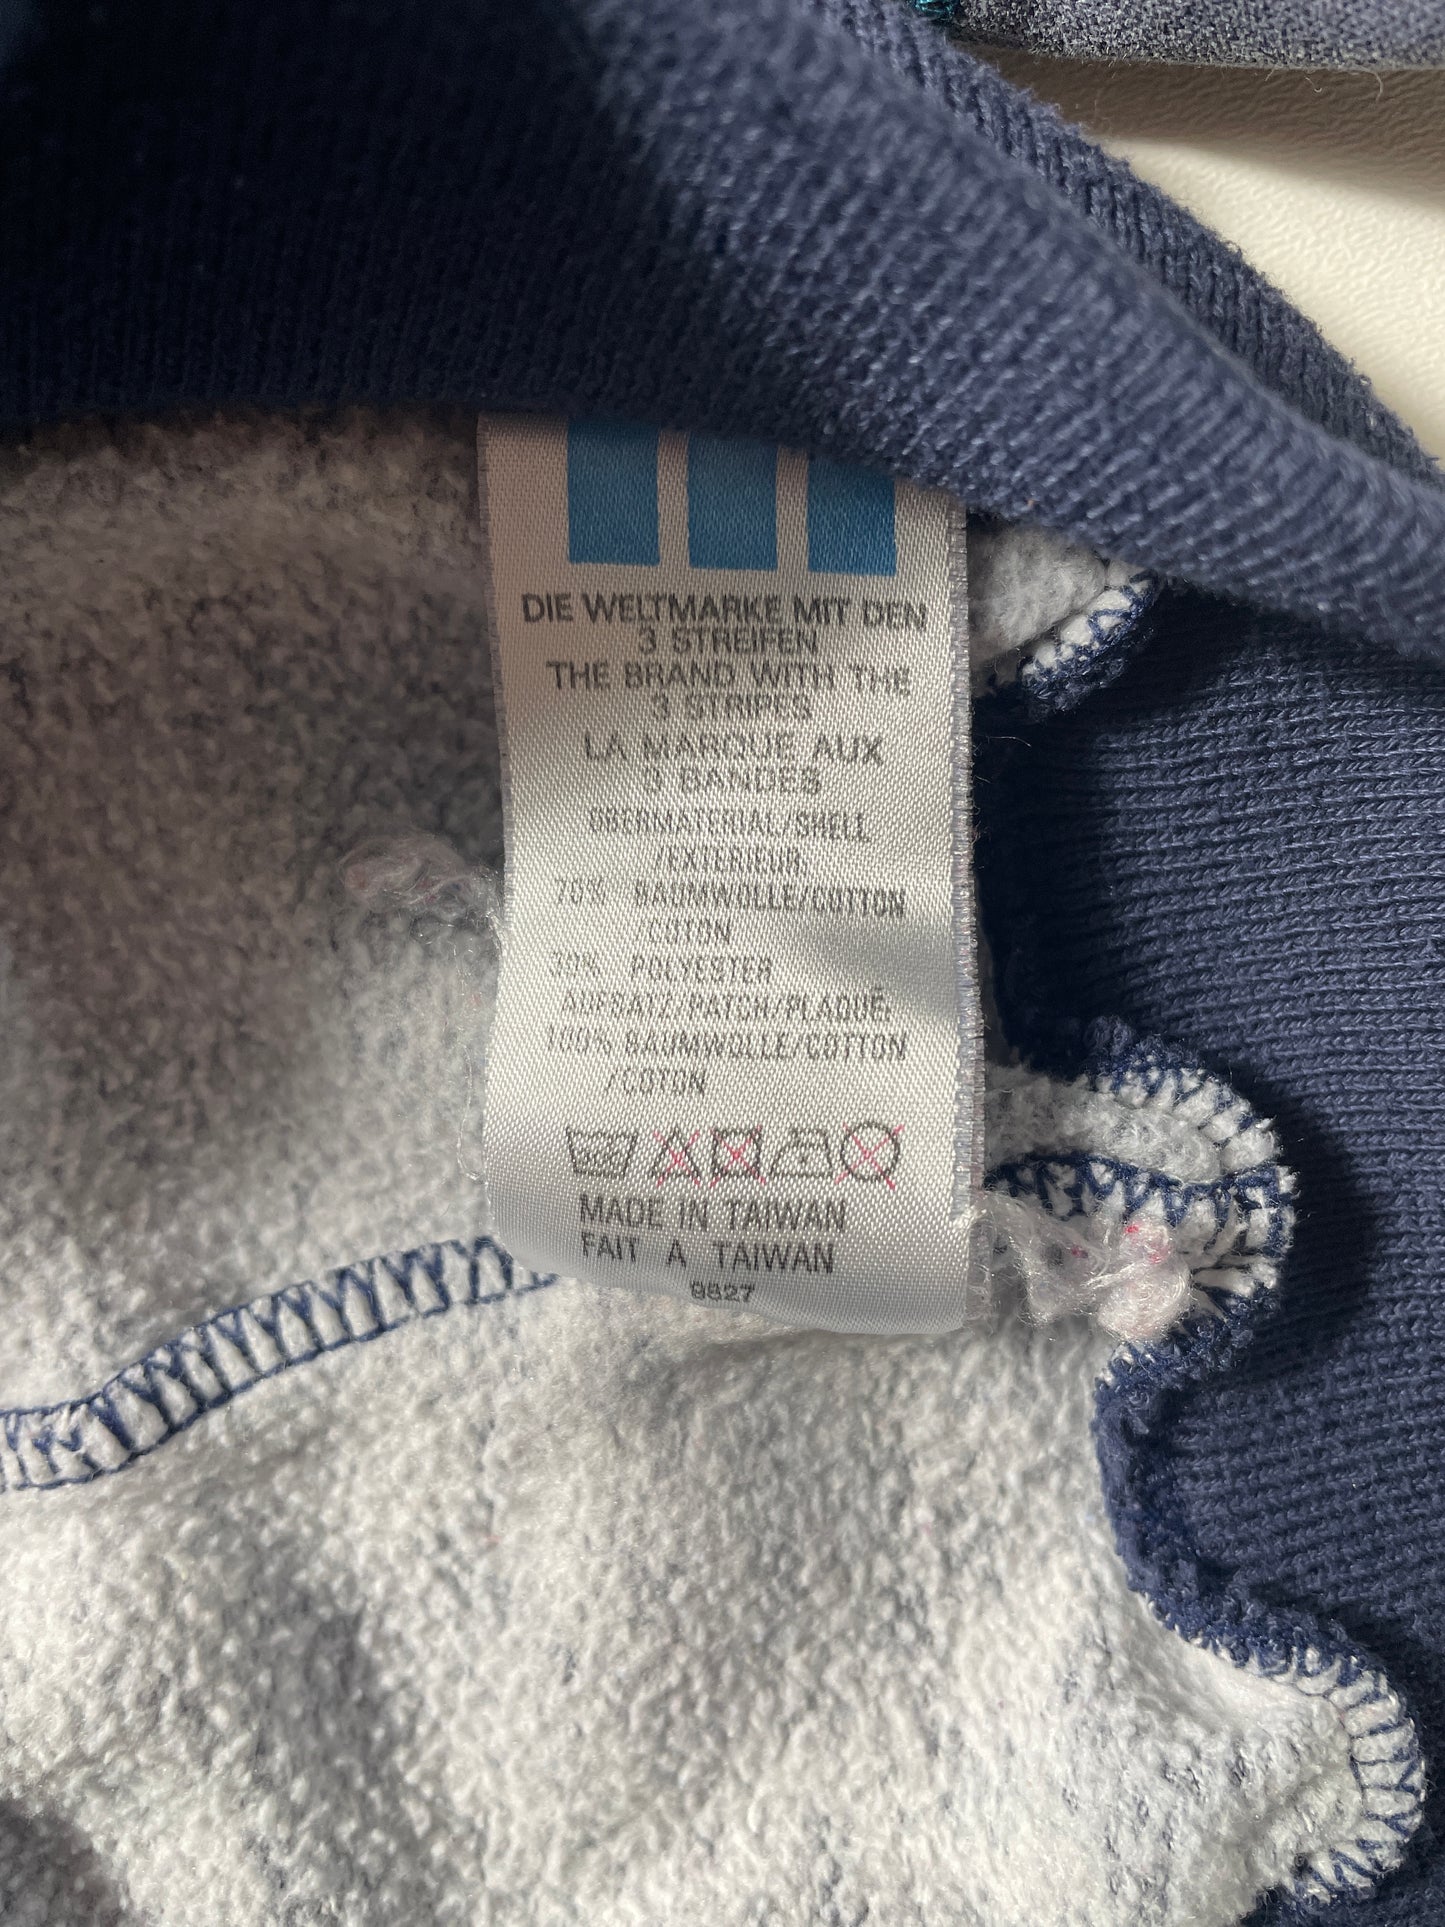 DIE WELTMARKE MIT DEN
3 STREIFEN
THE BRAND WITH THE
3 STRIPES
LA MARQUE AUX
3 BANDES
OBERMATERIAL/SHELL
/EXTERIEUR.
70% BAUMWOLLE/COTTON
/COTON
30% POLYESTER
AUFSATZ/PATCH/PLAQUÉ:
100% BAUMWOLLE/COTTON
/COTON
MADE IN TAIWAN
FAIT A TAIWAN